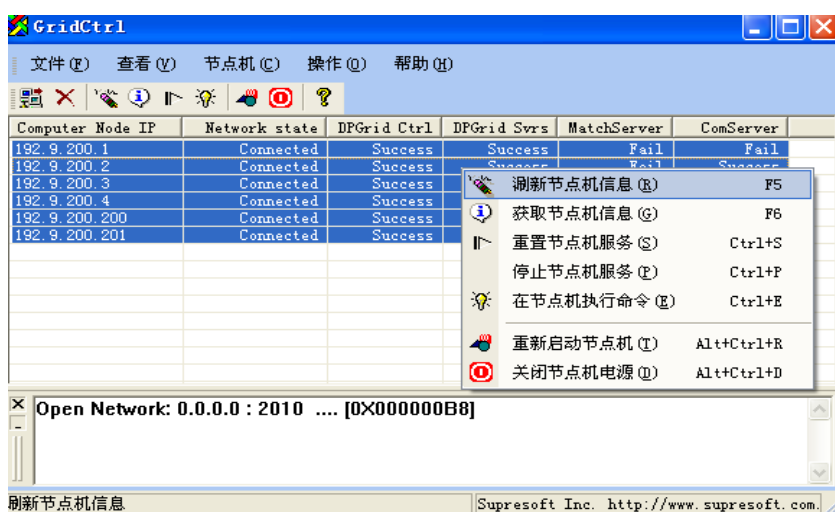 GridCtrl
文件(F) 查看(V) 节点机(C) 操作(O) 帮助(H)
Computer Node IP Network state DPGrid Ctrl DPGrid Svrs MatchServer ComServer
192.9.200.1 Connected Success Success Fail Fail
192.9.200.2 Connected Success Success Fail Success
192.9.200.3 Connected Success
192.9.200.4 Connected Success
192.9.200.200 Connected Success
192.9.200.201 Connected Success
涮新节点机信息(R) F5
获取节点机信息(G) F6
重置节点机服务(S) Ctrl+S
停止节点机服务(P) Ctrl+P
在节点机执行命令(E) Ctrl+E
重新启动节点机(T) Alt+Ctrl+R
关闭节点机电源(D) Alt+Ctrl+D
Open Network: 0.0.0.0 : 2010 .... [0X000000B8]
刷新节点机信息 Supresoft Inc. http://www.supresoft.com.